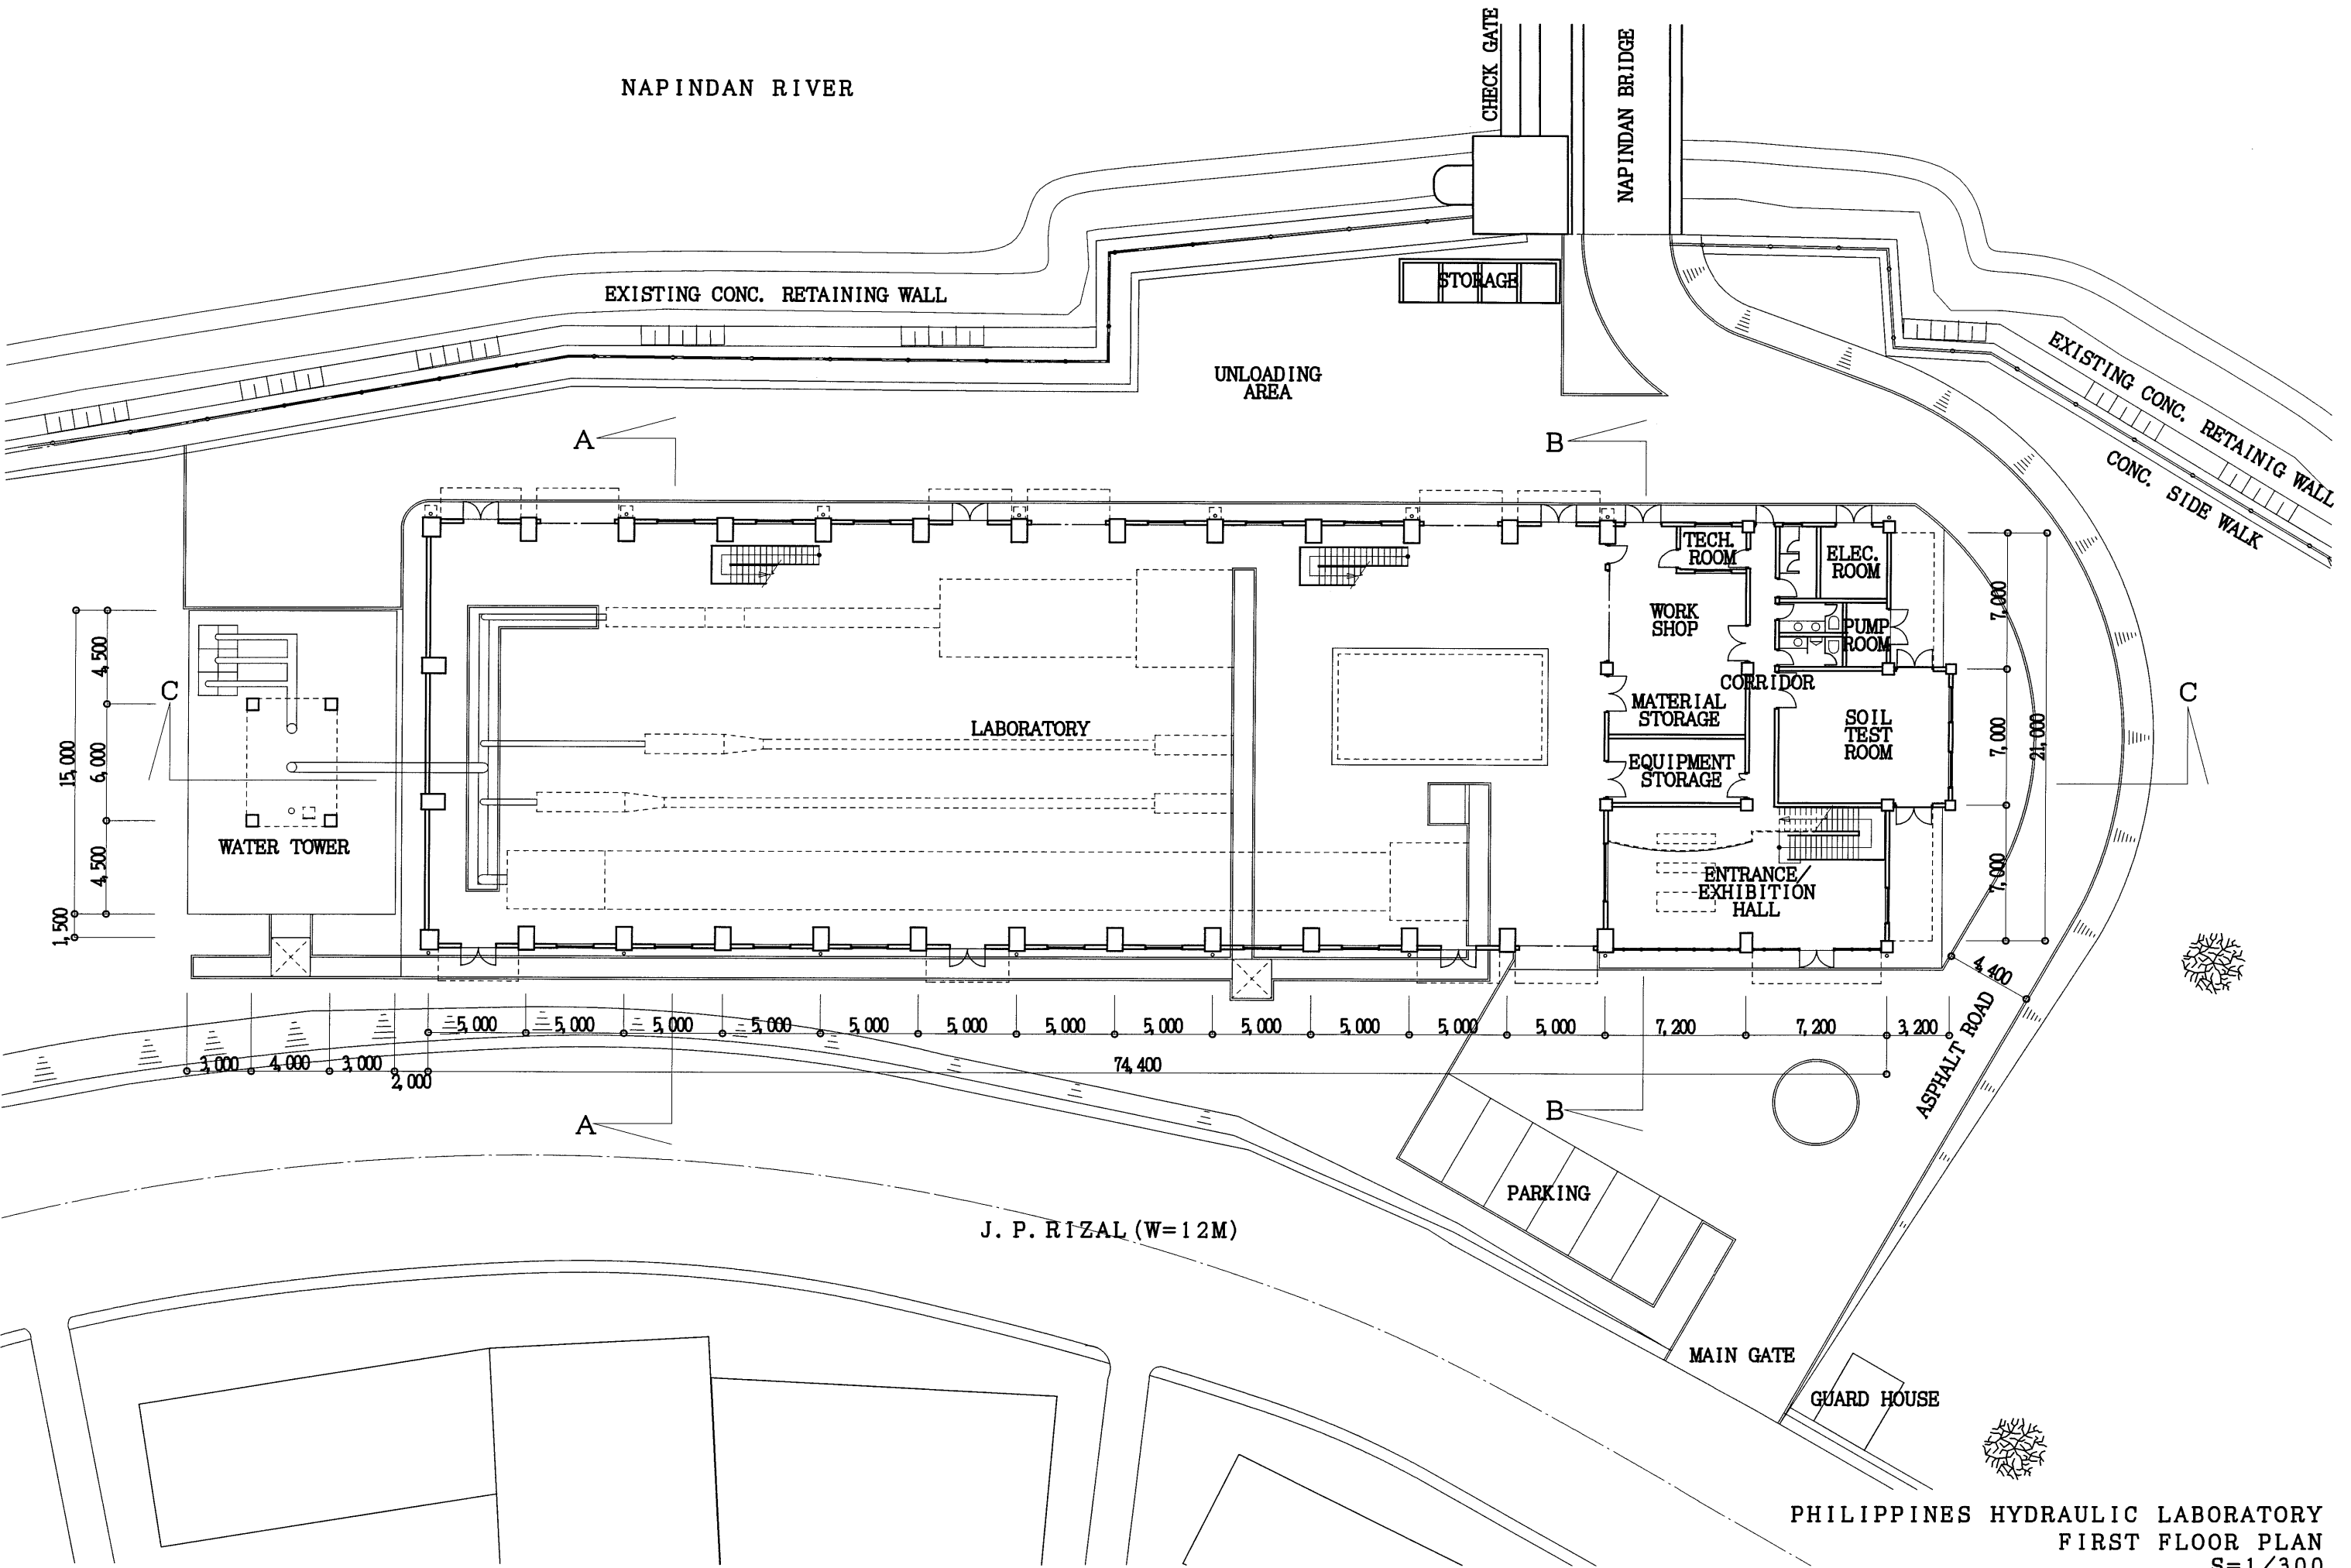 CHECK GATE
NAPINDAN BRIDGE
NAPINDAN RIVER
STORAGE
EXISTING CONC. RETAINING WALL
UNLOADING
AREA
EXISTING CONC. RETAINIG WALL
CONC. SIDE WALK
A
B
TECH.
ROOM
ELEC.
ROOM
WORK
SHOP
PUMP
ROOM
CORRIDOR
C
C
MATERIAL
STORAGE
SOIL
TEST
ROOM
LABORATORY
EQUIPMENT
STORAGE
WATER TOWER
ENTRANCE/
EXHIBITION
HALL
4,500
6,000
4,500
15,000
1,500
7,000
7,000
7,000
21,000
4,400
ASPHALT ROAD
5,000
5,000
5,000
5,000
5,000
5,000
5,000
5,000
5,000
5,000
5,000
5,000
7,200
7,200
3,200
3,000
4,000
3,000
2,000
74,400
A
B
PARKING
J. P. RIZAL (W=12M)
MAIN GATE
GUARD HOUSE
PHILIPPINES HYDRAULIC LABORATORY
FIRST FLOOR PLAN
S=1/300